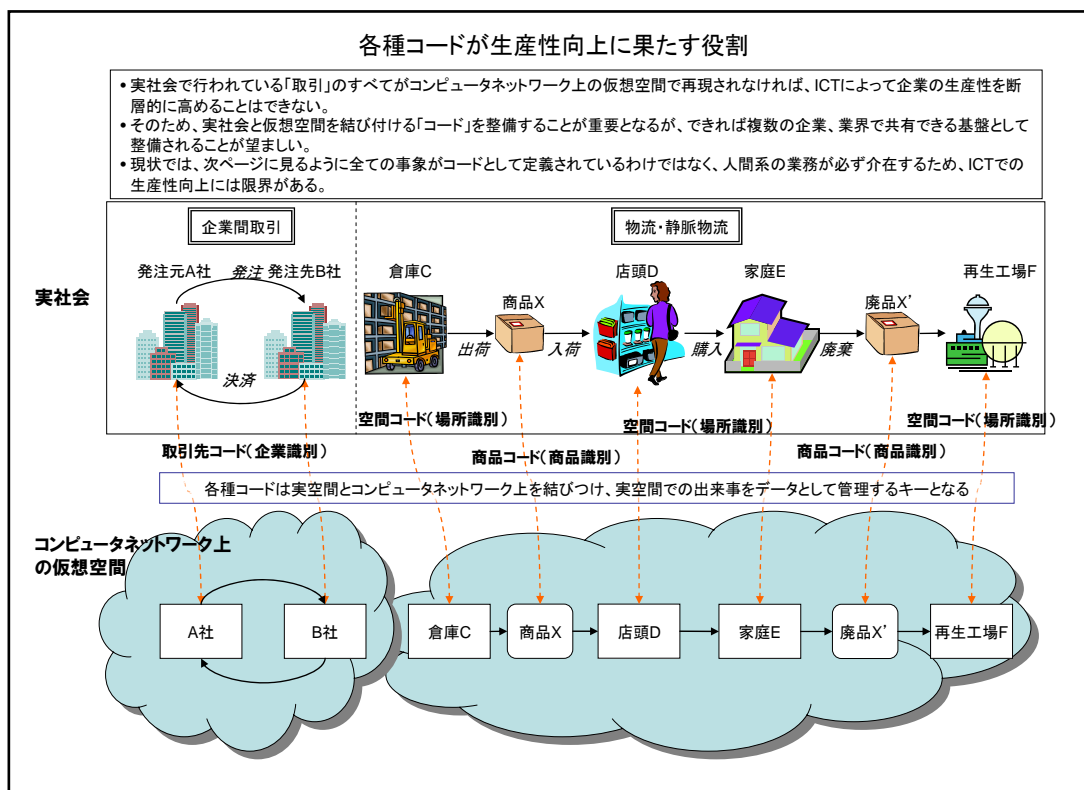 各種コードが生産性向上に果たす役割
• 実社会で行われている「取引」のすべてがコンピュータネットワーク上の仮想空間で再現されなければ、ICTによって企業の生産性を断
層的に高めることはできない。
• そのため、実社会と仮想空間を結び付ける「コード」を整備することが重要となるが、できれば複数の企業、業界で共有できる基盤として
整備されることが望ましい。
• 現状では、次ページに見るように全ての事象がコードとして定義されているわけではなく、人間系の業務が必ず介在するため、ICTでの
生産性向上には限界がある。
企業間取引
物流・静脈物流
実社会
発注元A社
発注
発注先B社
決済
倉庫C
出荷
商品X
入荷
店頭D
購入
家庭E
廃棄
廃品X'
再生工場F
取引先コード(企業識別)
空間コード(場所識別)
商品コード(商品識別)
空間コード(場所識別)
商品コード(商品識別)
空間コード(場所識別)
各種コードは実空間とコンピュータネットワーク上を結びつけ、実空間での出来事をデータとして管理するキーとなる
コンピュータネットワーク上
の仮想空間
A社
B社
倉庫C
商品X
店頭D
家庭E
廃品X'
再生工場F